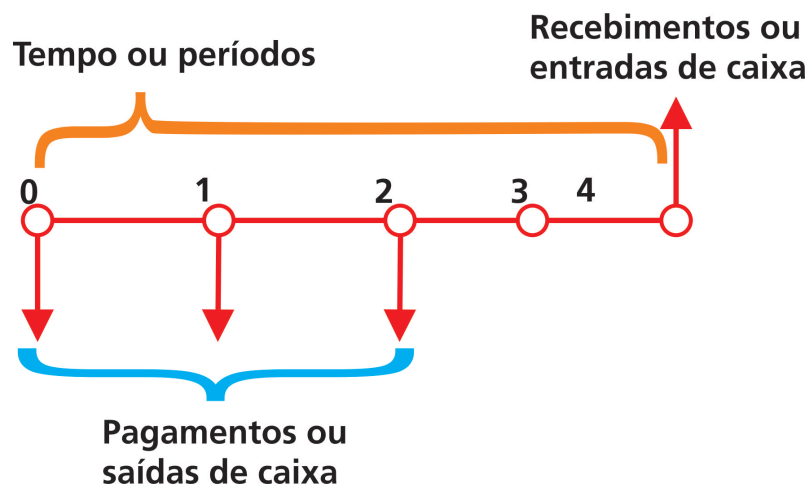 Recebimentos ou
entradas de caixa
Tempo ou períodos
0 1 2 3 4
Pagamentos ou
saídas de caixa